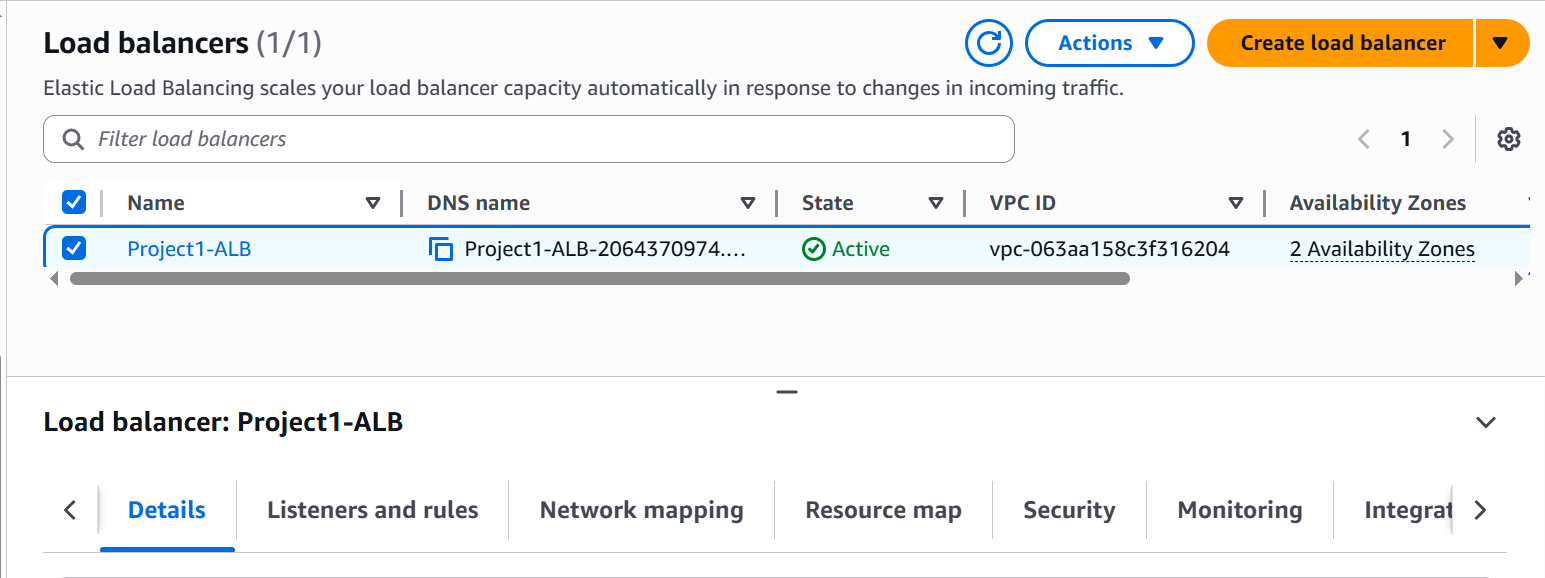 Load balancers (1/1)
Actions
Create load balancer
Elastic Load Balancing scales your load balancer capacity automatically in response to changes in incoming traffic.
Filter load balancers
1
Name DNS name State VPC ID Availability Zones
Project1-ALB Project1-ALB-2064370974.... Active vpc-063aa158c3f316204 2 Availability Zones
Load balancer: Project1-ALB
Details Listeners and rules Network mapping Resource map Security Monitoring Integrat